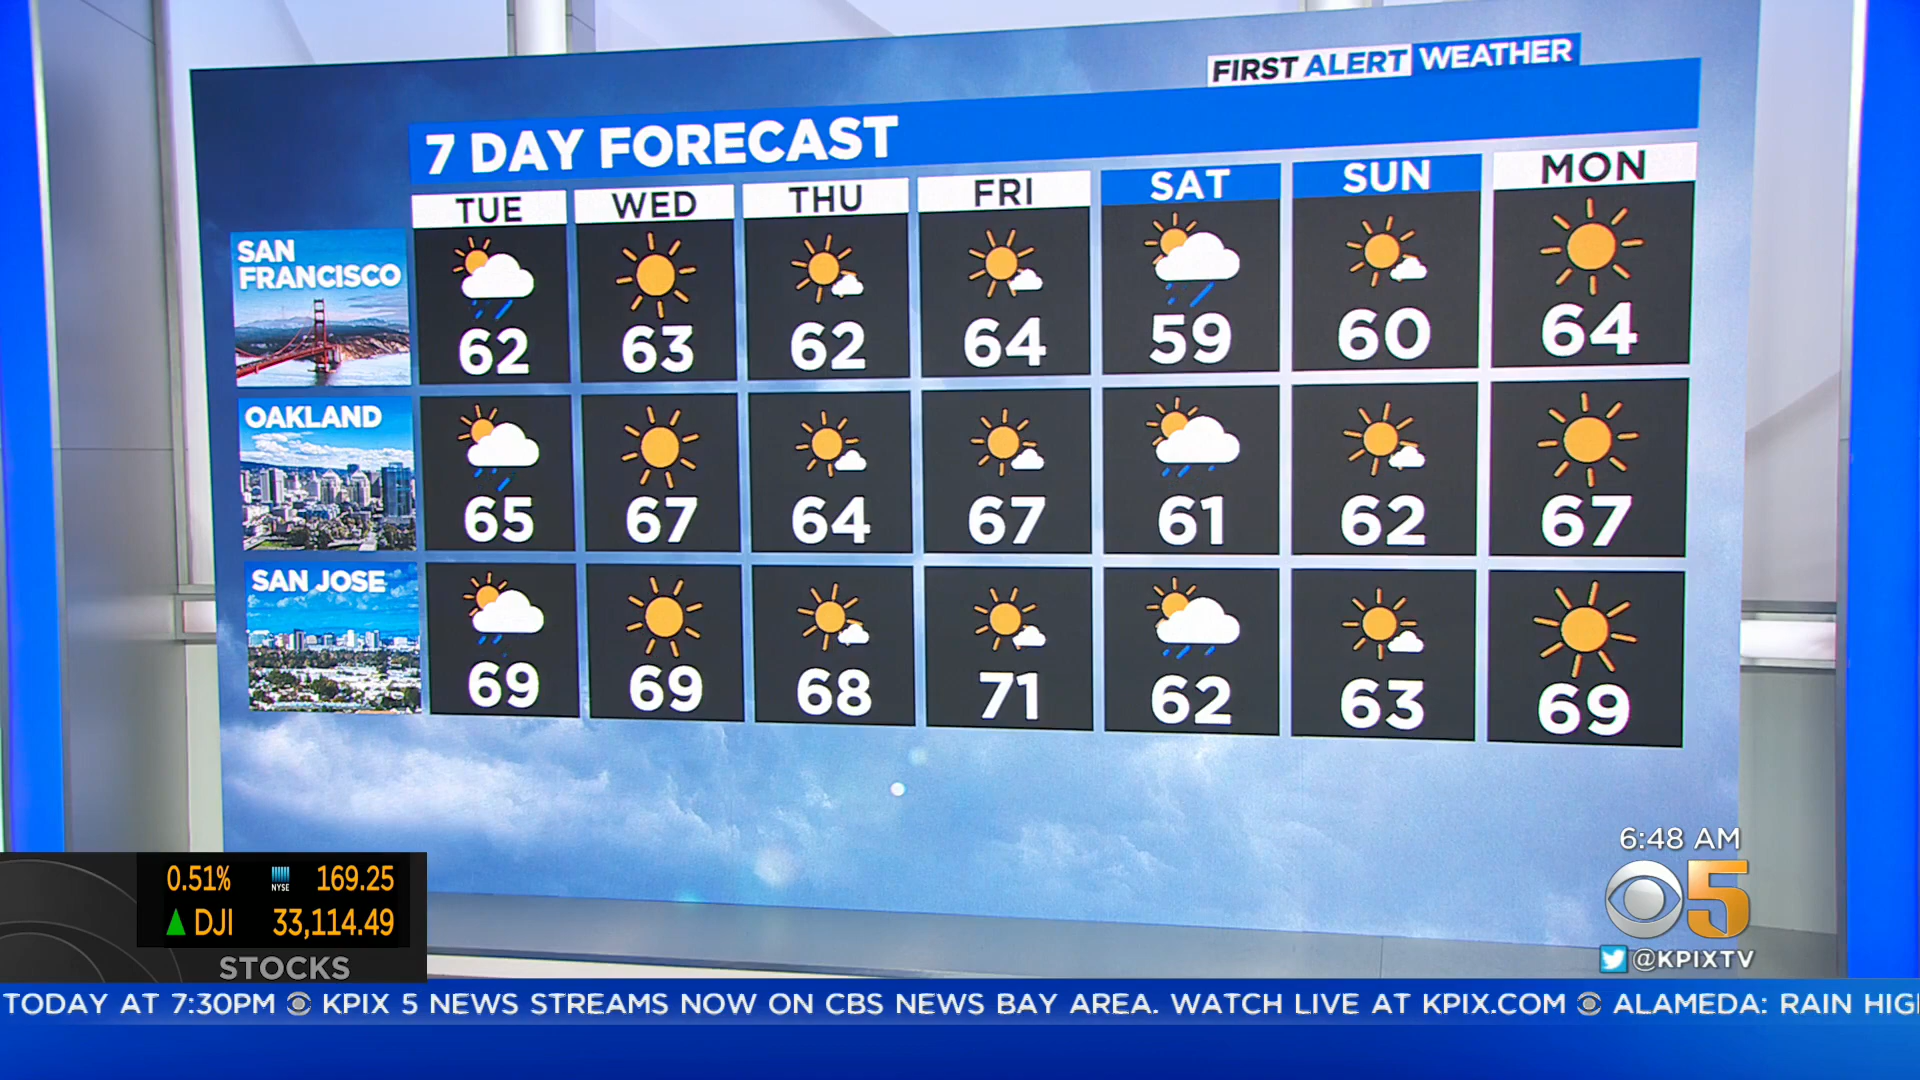 FIRST ALERT WEATHER
7 DAY FORECAST
TUE WED THU FRI SAT SUN MON
SAN
FRANCISCO
62 63 62 64 59 60 64
OAKLAND
65 67 64 67 61 62 67
SAN JOSE
69 69 68 71 62 63 69
6:48 AM
5
@KPIXTV
0.51% NYSE 169.25
DJI 33,114.49
STOCKS
TODAY AT 7:30PM KPIX 5 NEWS STREAMS NOW ON CBS NEWS BAY AREA. WATCH LIVE AT KPIX.COM ALAMEDA: RAIN HIG